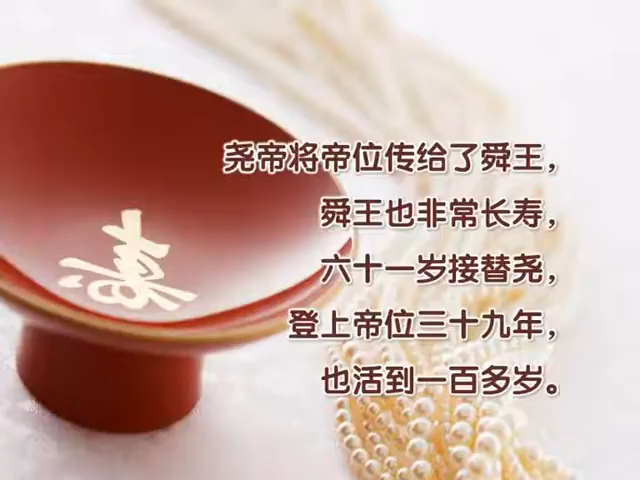 尧帝将帝位传给了舜王，
舜王也非常长寿，
六十一岁接替尧，
登上帝位三十九年，
也活到一百多岁。
寿